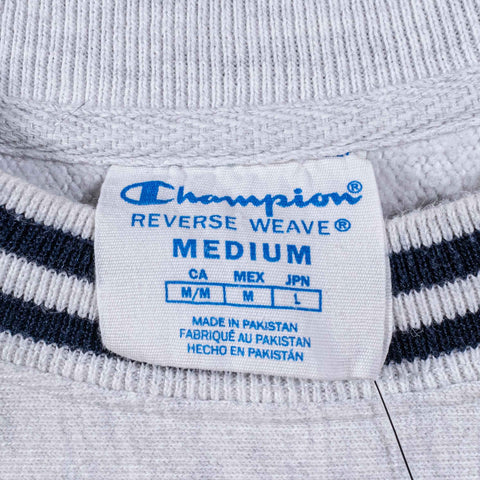 Champion®
REVERSE WEAVE®
MEDIUM
CA MEX JPN
M/M M L
MADE IN PAKISTAN
FABRIQUÉ AU PAKISTAN
HECHO EN PAKISTÁN